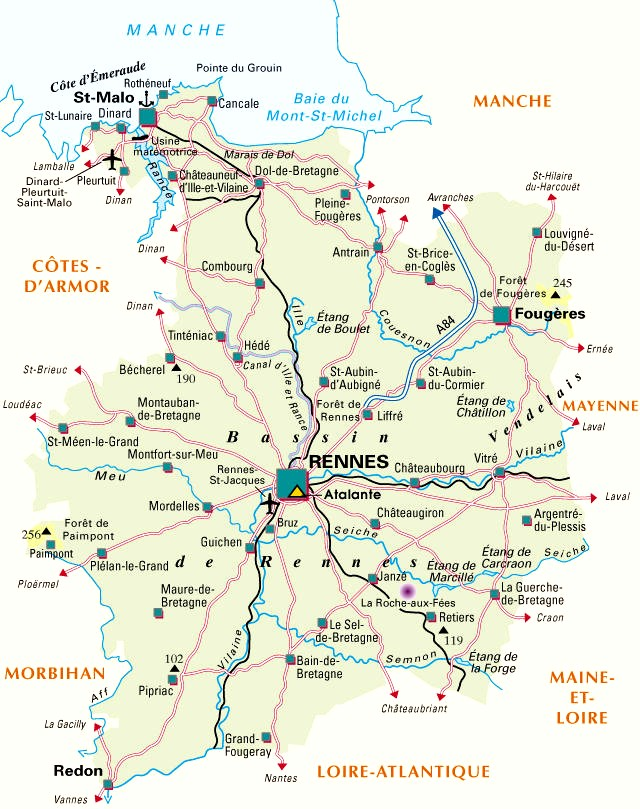 MANCHE
Côte d'Émeraude
Pointe du Grouin
Rothéneuf
St-Malo
Cancale
Baie du
Mont-St-Michel
MANCHE
St-Lunaire
Dinard
Usine
marémotrice
Marais de Dol
Lamballe
Rance
Dol-de-Bretagne
Châteauneuf-
d'Ille-et-Vilaine
Pleurtuit
Dinard-
Pleurtuit-
Saint-Malo
Dinan
Pleine-
Fougères
Pontorson
Avranches
St-Hilaire
du-Harcouët
Dinan
Antrain
St-Brice-
en-Coglès
Louvigné-
du-Désert
CÔTES -
D'ARMOR
Combourg
Forêt
de Fougères
245
Dinan
Ille
Étang
de Boulet
Couesnon
A84
Fougères
Tinténiac
Hédé
Ernée
Bécherel
190
Canal d'Ille et Rance
St-Brieuc
St-Aubin-
d'Aubigné
St-Aubin-
du-Cormier
Forêt de
Rennes
Liffré
Étang de
Châtillon
Vendelais
MAYENNE
Loudéac
Montauban-
de-Bretagne
Laval
St-Méen-le-Grand
Bassin
Vilaine
Montfort-sur-Meu
Meu
Rennes-
St-Jacques
RENNES
Atalante
Châteaubourg
Vitré
Laval
Mordelles
Bruz
Châteaugiron
Argentré-
du-Plessis
Seiche
256
Forêt de
Paimpont
Paimpont
Guichen
Seiche
Plélan-le-Grand
de Rennes
Étang de
Carcraon
Étang de
Marcillé
Ploërmel
Janzé
Maure-de-
Bretagne
La Roche-aux-Fées
La Guerche-
de-Bretagne
Retiers
Craon
Le Sel-
de-Bretagne
119
Vilaine
102
Bain-de-
Bretagne
Semnon
Étang de
la Forge
MORBIHAN
Pipriac
MAINE-
ET-
LOIRE
Aff
Châteaubriant
La Gacilly
Grand-
Fougeray
Redon
Nantes
LOIRE-ATLANTIQUE
Vannes